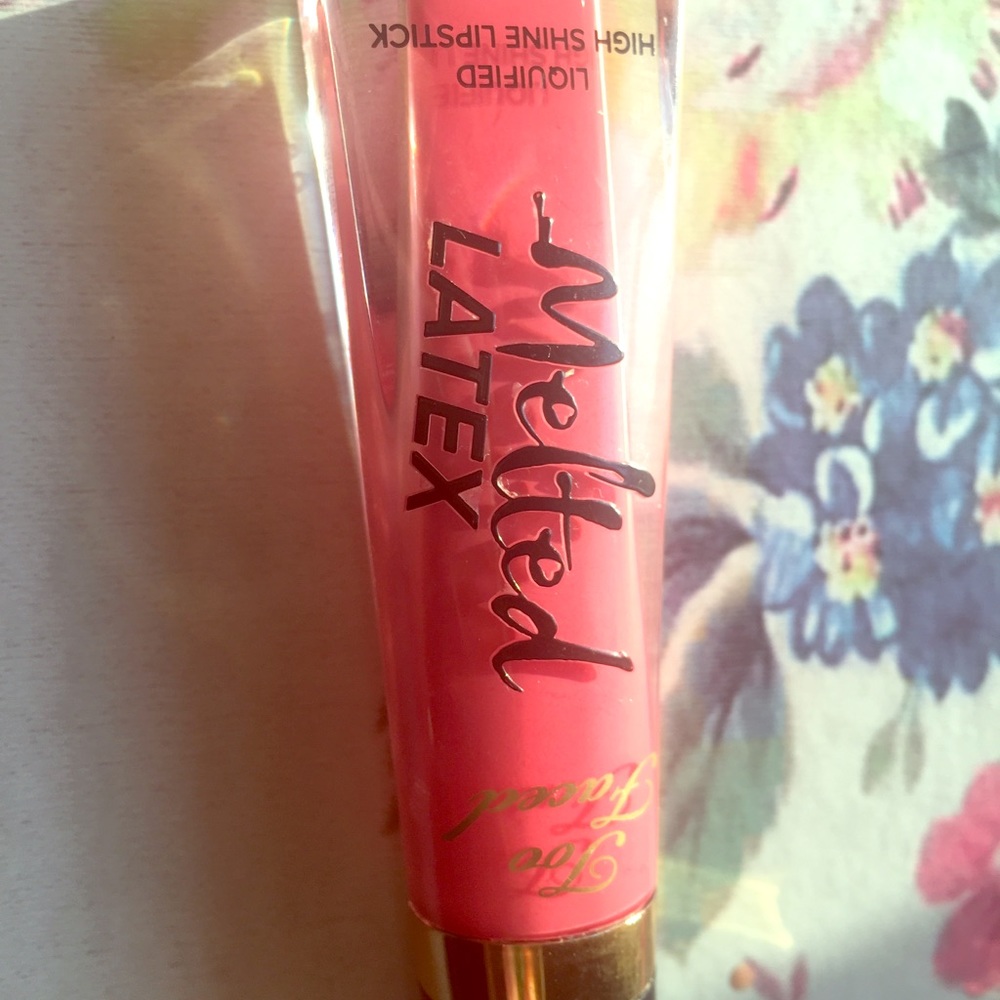 Too
Faced
Melted
LATEX
LIQUIFIED
HIGH SHINE LIPSTICK